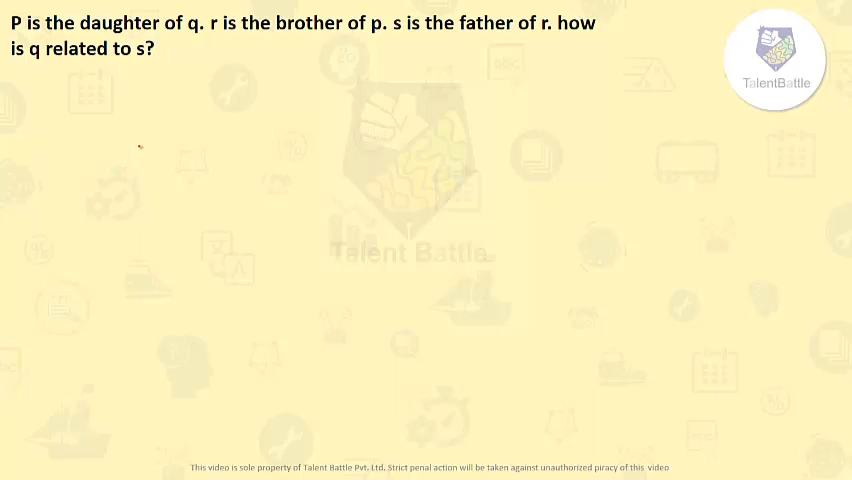 P is the daughter of q. r is the brother of p. s is the father of r. how
is q related to s?
TalentBattle
Talent Battle
This video is sole property of Talent Battle Pvt. Ltd. Strict penal action will be taken against unauthorized piracy of this video